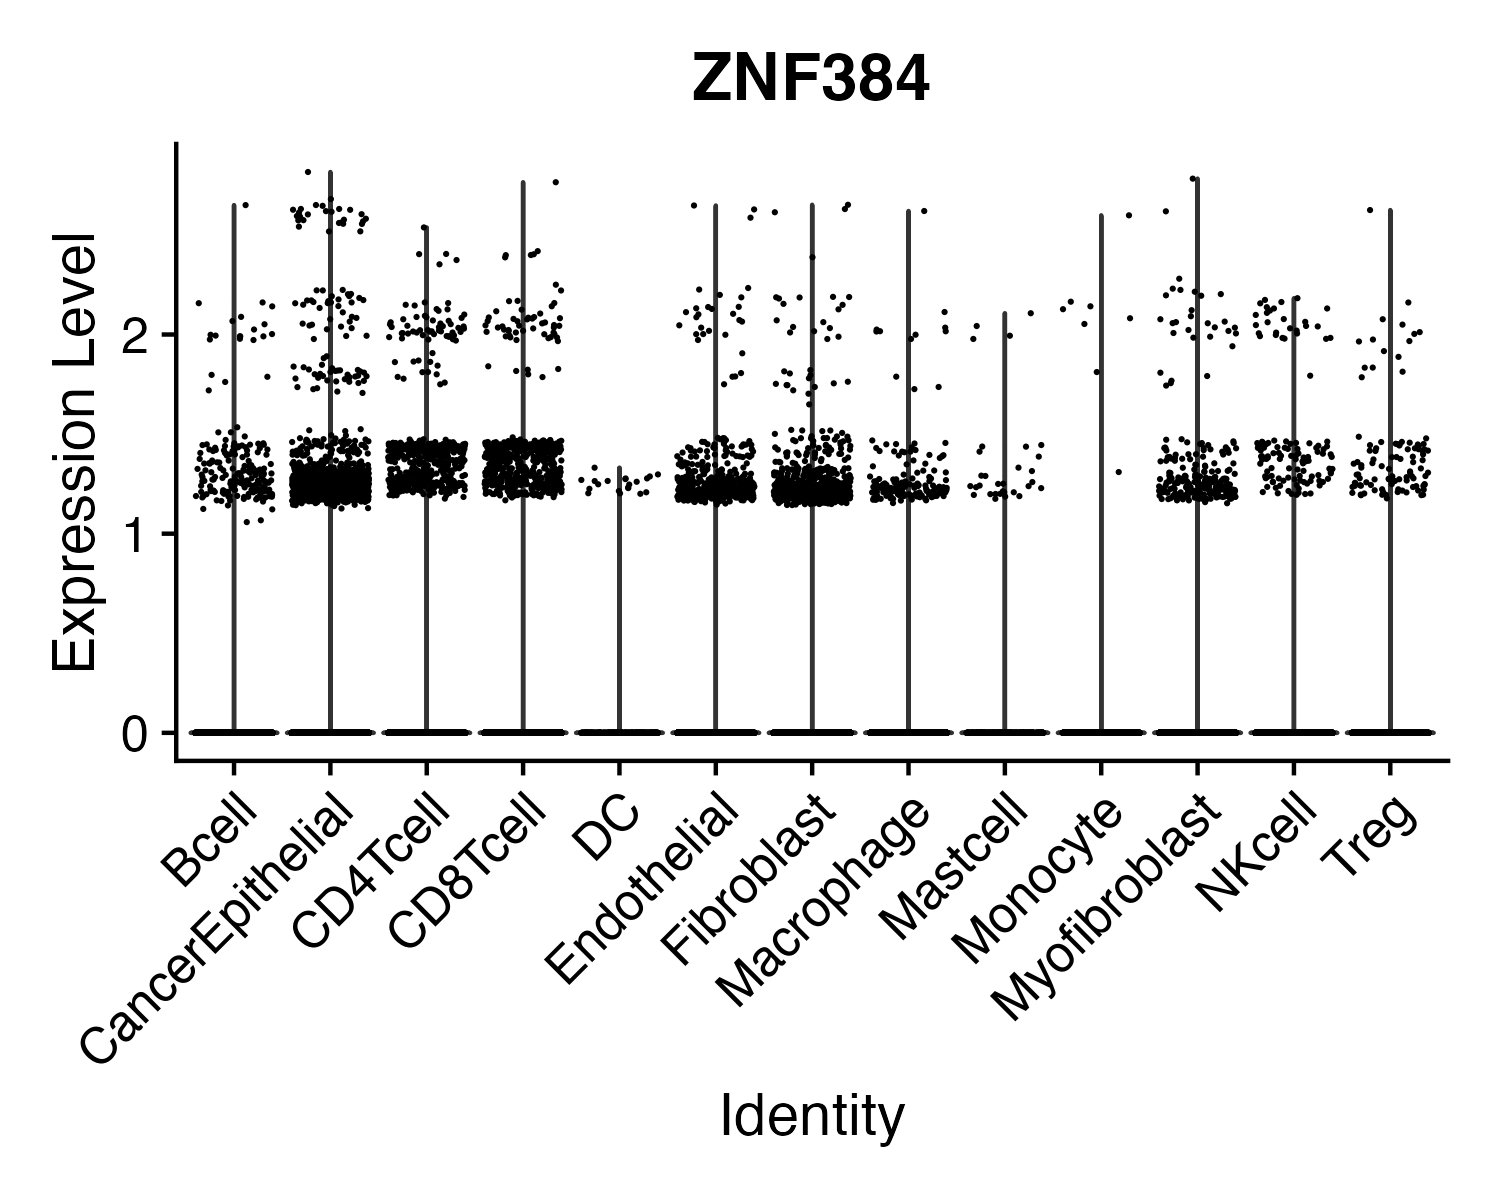 ZNF384
Expression Level
2
1
0
Bcell
CancerEpithelial
CD4Tcell
CD8Tcell
DC
Endothelial
Fibroblast
Macrophage
Mastcell
Monocyte
Myofibroblast
NKcell
Treg
Identity